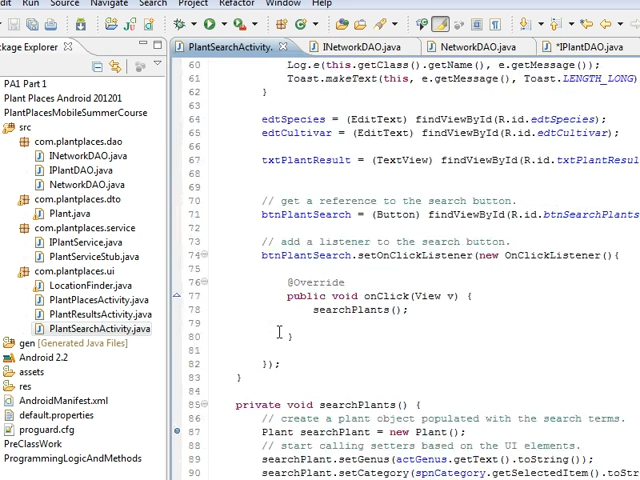 File Edit Source Navigate Search Project Refactor Window Help
Package Explorer
PA1 Part 1
Plant Places Android 201201
PlantPlacesMobileSummerCourse
src
com.plantplaces.dao
INetworkDAO.java
IPlantDAO.java
NetworkDAO.java
com.plantplaces.dto
Plant.java
com.plantplaces.service
IPlantService.java
PlantServiceStub.java
com.plantplaces.ui
LocationFinder.java
PlantPlacesActivity.java
PlantResultsActivity.java
PlantSearchActivity.java
gen [Generated Java Files]
Android 2.2
assets
res
AndroidManifest.xml
default.properties
proguard.cfg
PreClassWork
ProgrammingLogicAndMethods
PlantSearchActivity. INetworkDAO.java NetworkDAO.java *IPlantDAO.java
60 Log.e(this.getClass().getName(), e.getMessage());
61 Toast.makeText(this, e.getMessage(), Toast.LENGTH_LONG)
62 }
63
64 edtSpecies = (EditText) findViewById(R.id.edtSpecies);
65 edtCultivar = (EditText) findViewById(R.id.edtCultivar);
66
67 txtPlantResult = (TextView) findViewById(R.id.txtPlantResu
68
69
70 // get a reference to the search button.
71 btnPlantSearch = (Button) findViewById(R.id.btnSearchPlants
72
73 // add a listener to the search button.
74 btnPlantSearch.setOnClickListener(new OnClickListener(){
75
76 @Override
77 public void onClick(View v) {
78 searchPlants();
79
80 }
81
82 });
83 }
84
85 private void searchPlants() {
86 // create a plant object populated with the search terms.
87 Plant searchPlant = new Plant();
88 // start calling setters based on the UI elements.
89 searchPlant.setGenus(actGenus.getText().toString());
90 searchPlant.setCategory(spnCategory.getSelectedItem().toStr